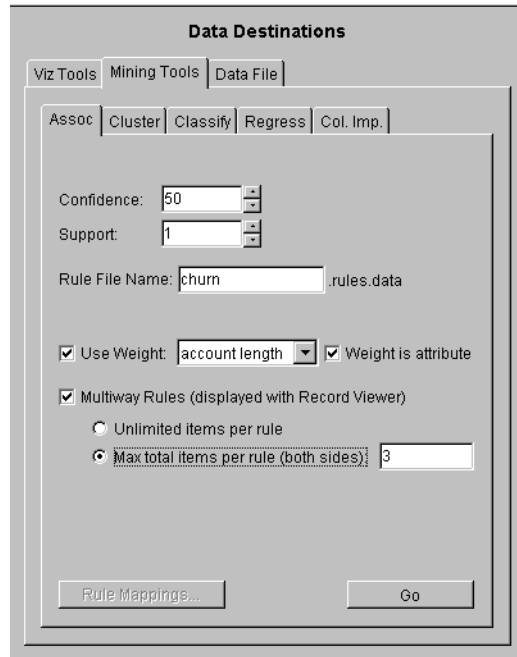 Data Destinations
Viz Tools Mining Tools Data File
Assoc Cluster Classify Regress Col. Imp.
Confidence: 50
Support: 1
Rule File Name: churn .rules.data
Use Weight: account length Weight is attribute
Multiway Rules (displayed with Record Viewer)
Unlimited items per rule
Max total items per rule (both sides): 3
Rule Mappings... Go